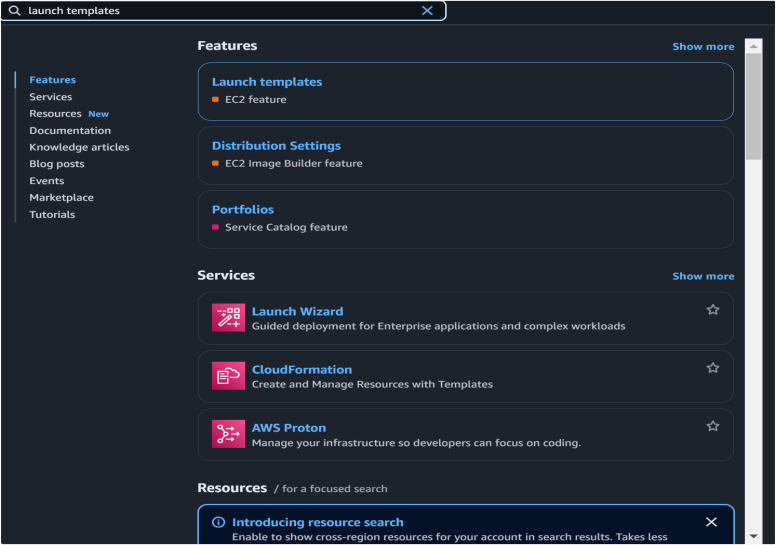 launch templates
Features
Show more
Features
Services
Resources New
Documentation
Knowledge articles
Blog posts
Events
Marketplace
Tutorials
Launch templates
EC2 feature
Distribution Settings
EC2 Image Builder feature
Portfolios
Service Catalog feature
Services
Show more
Launch Wizard
Guided deployment for Enterprise applications and complex workloads
CloudFormation
Create and Manage Resources with Templates
AWS Proton
Manage your infrastructure so developers can focus on coding.
Resources / for a focused search
Introducing resource search
Enable to show cross-region resources for your account in search results. Takes less